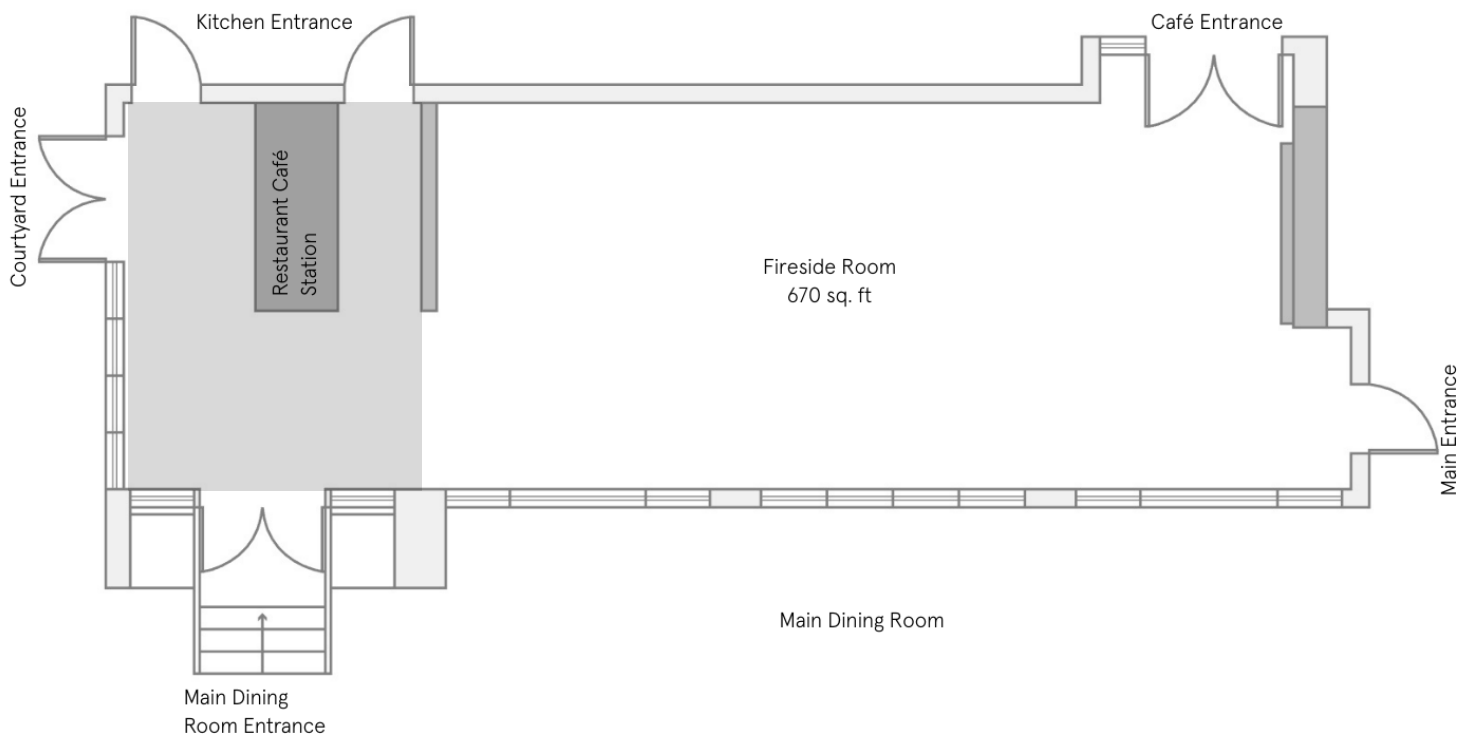 Kitchen Entrance
Café Entrance
Courtyard Entrance
Restaurant Café
Station
Fireside Room
670 sq. ft
Main Entrance
Main Dining Room
Main Dining
Room Entrance